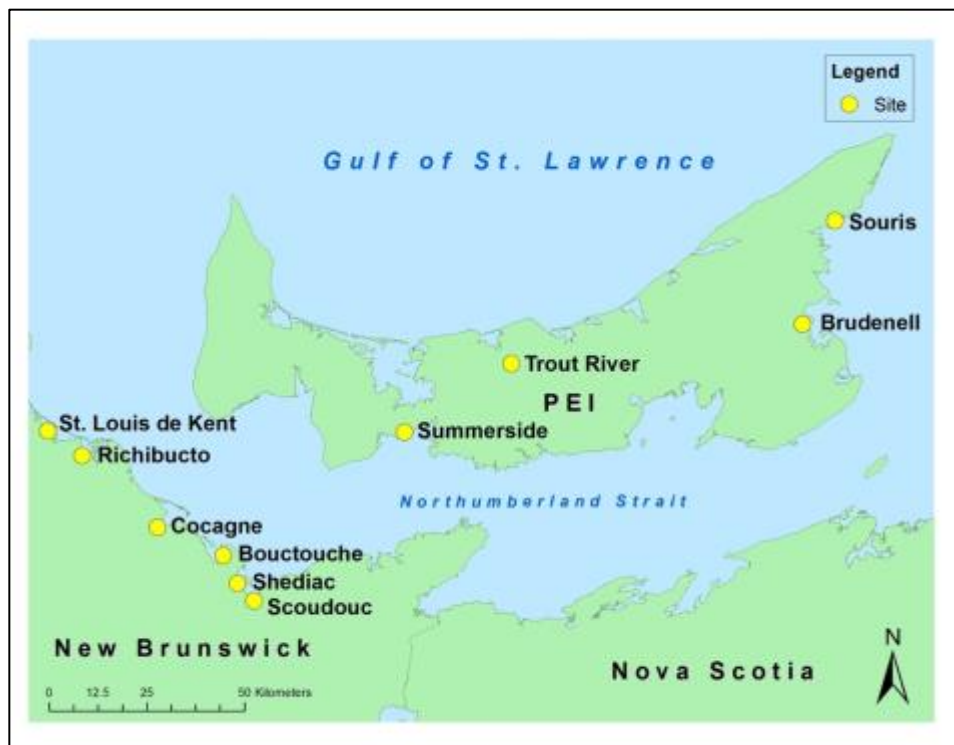 Legend
Site
Gulf of St. Lawrence
Souris
Brudenell
Trout River
PEI
St. Louis de Kent
Summerside
Richibucto
Northumberland Strait
Cocagne
Bouctouche
Shediac
Scoudouc
New Brunswick
N
Nova Scotia
0 12.5 25 50 Kilometers